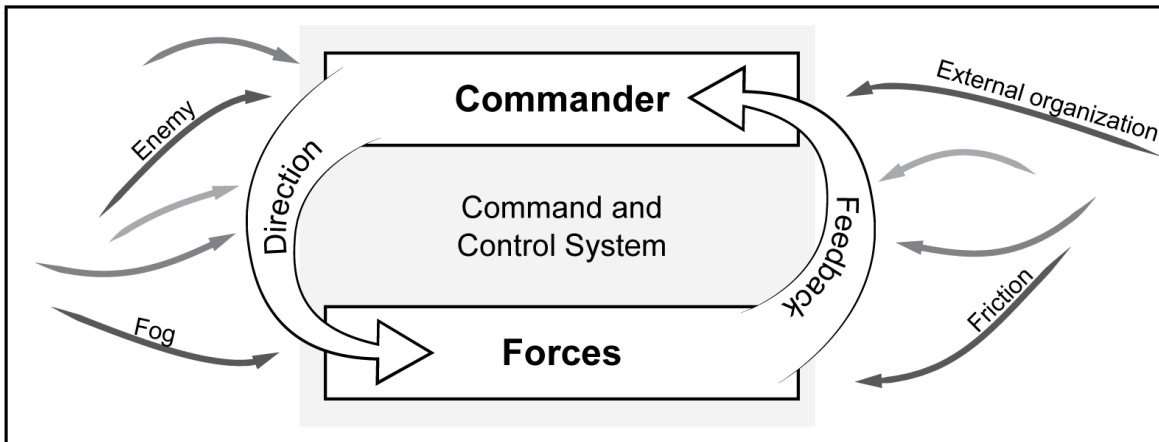 Commander
External organization
Enemy
Direction
Command and
Control System
Feedback
Fog
Forces
Friction